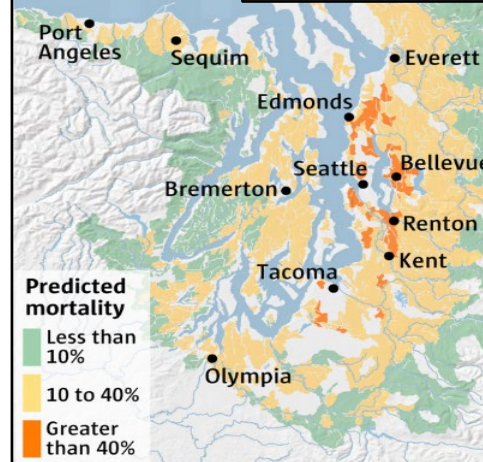 Port
Angeles
Sequim
Everett
Edmonds
Seattle
Bellevue
Bremerton
Renton
Kent
Tacoma
Olympia
Predicted
mortality
Less than
10%
10 to 40%
Greater
than 40%